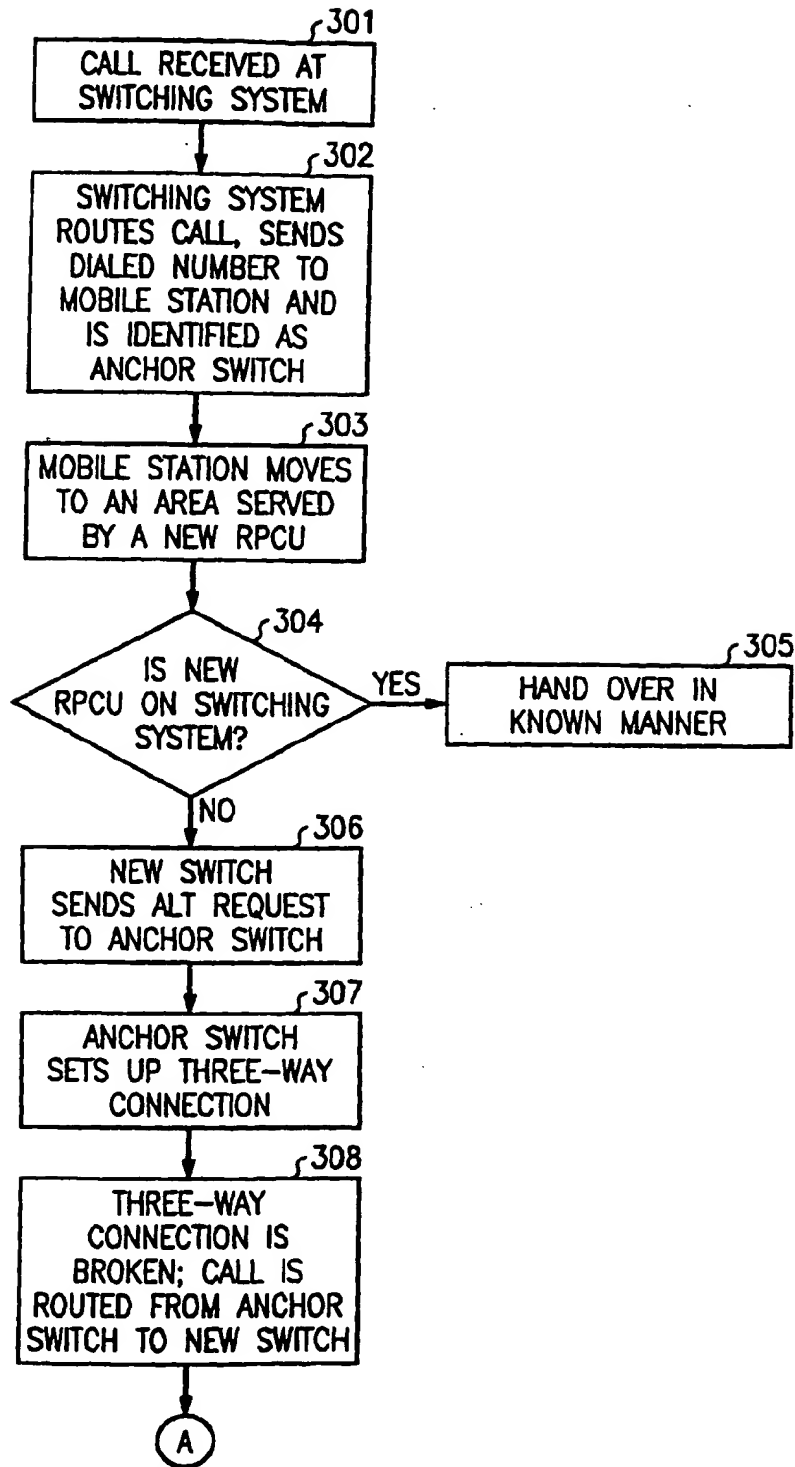 301
CALL RECEIVED AT
SWITCHING SYSTEM
302
SWITCHING SYSTEM
ROUTES CALL, SENDS
DIALED NUMBER TO
MOBILE STATION AND
IS IDENTIFIED AS
ANCHOR SWITCH
303
MOBILE STATION MOVES
TO AN AREA SERVED
BY A NEW RPCU
304
IS NEW
RPCU ON SWITCHING
SYSTEM?
YES
305
HAND OVER IN
KNOWN MANNER
NO
306
NEW SWITCH
SENDS ALT REQUEST
TO ANCHOR SWITCH
307
ANCHOR SWITCH
SETS UP THREE-WAY
CONNECTION
308
THREE-WAY
CONNECTION IS
BROKEN; CALL IS
ROUTED FROM ANCHOR
SWITCH TO NEW SWITCH
A